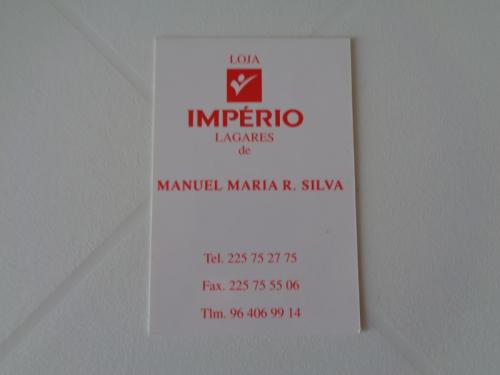 LOJA
IMPÉRIO
LAGARES
de
MANUEL MARIA R. SILVA
Tel. 225 75 27 75
Fax. 225 75 55 06
Tlm. 96 406 99 14